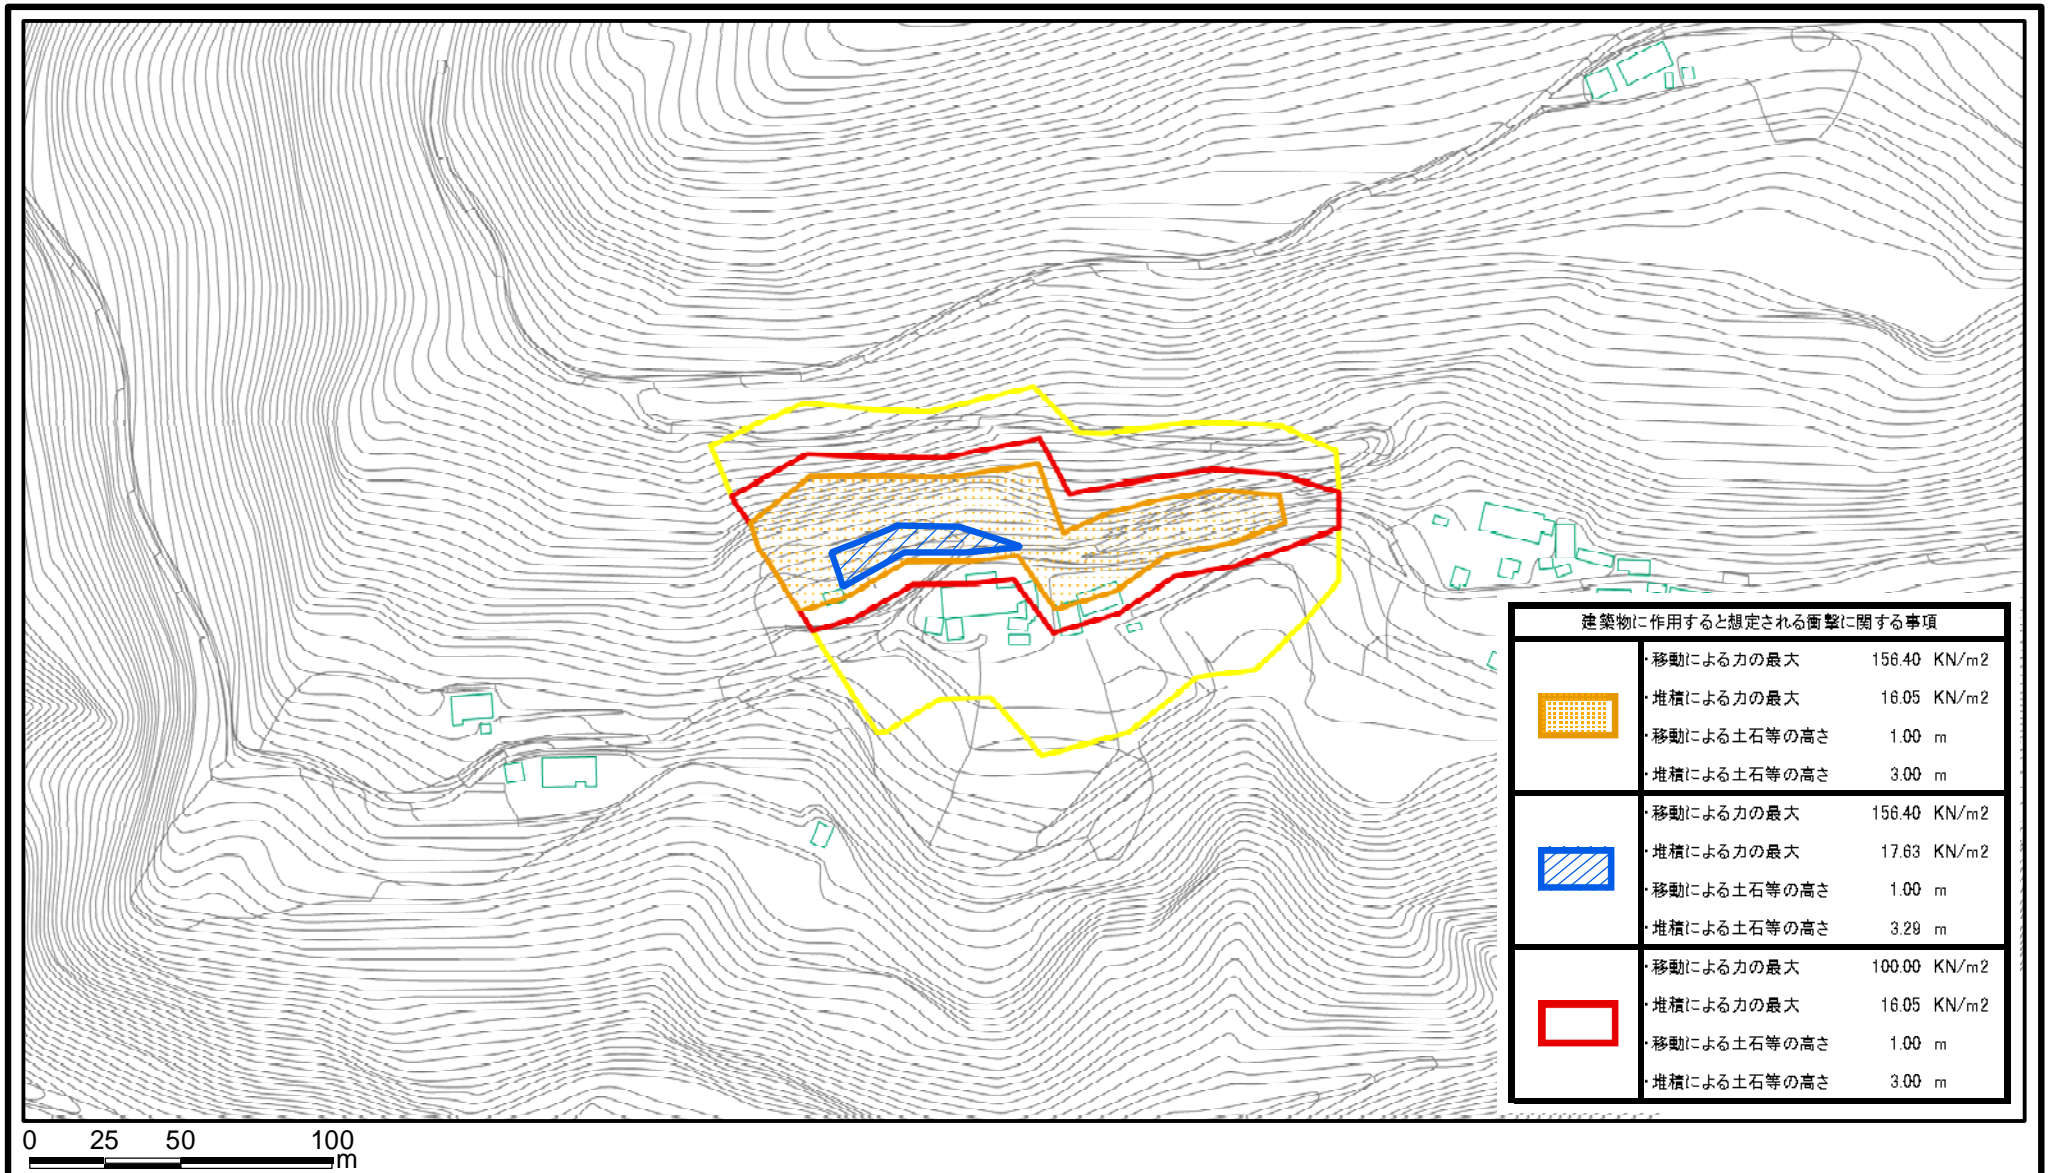 建築物に作用すると想定される衝撃に関する事項
・移動による力の最大 156.40 KN/m2
・堆積による力の最大 16.05 KN/m2
・移動による土石等の高さ 1.00 m
・堆積による土石等の高さ 3.00 m
・移動による力の最大 156.40 KN/m2
・堆積による力の最大 17.63 KN/m2
・移動による土石等の高さ 1.00 m
・堆積による土石等の高さ 3.29 m
・移動による力の最大 100.00 KN/m2
・堆積による力の最大 16.05 KN/m2
・移動による土石等の高さ 1.00 m
・堆積による土石等の高さ 3.00 m
0 25 50 100
m